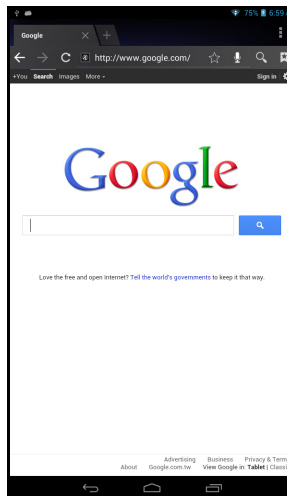 75% 6:59
Google
http://www.google.com/
+You Search Images More
Sign in
Google
Love the free and open Internet? Tell the world's governments to keep it that way.
Advertising Business Privacy & Term
About Google.com.tw View Google in: Tablet | Classi